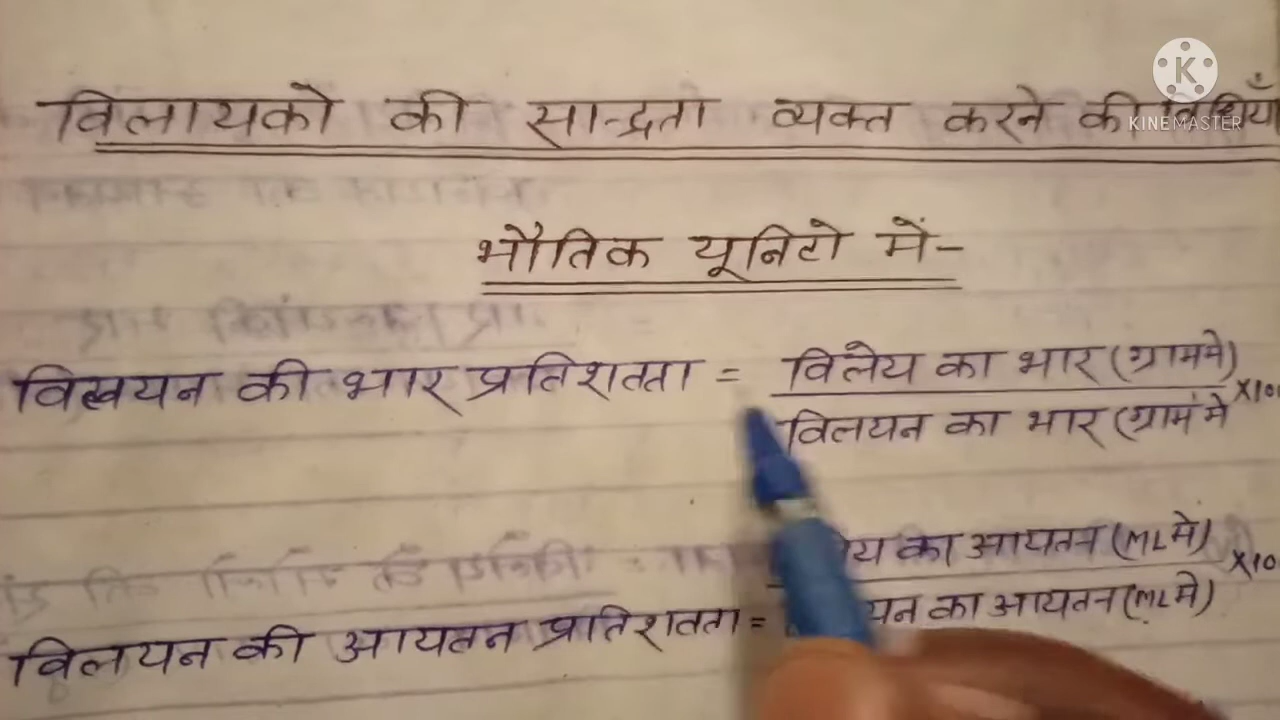 विलायको की सान्द्रता व्यक्त करने की
KINEMASTER
भौतिक यूनिटो में-
विलयन की भार प्रतिशतता = विलेय का भार (ग्राममे)
विलयन का भार (ग्रामं मे ×10
का आयतन (ML मे)
विलयन की आयतन प्रतिशतता = का आयतन (ML मे) ×10